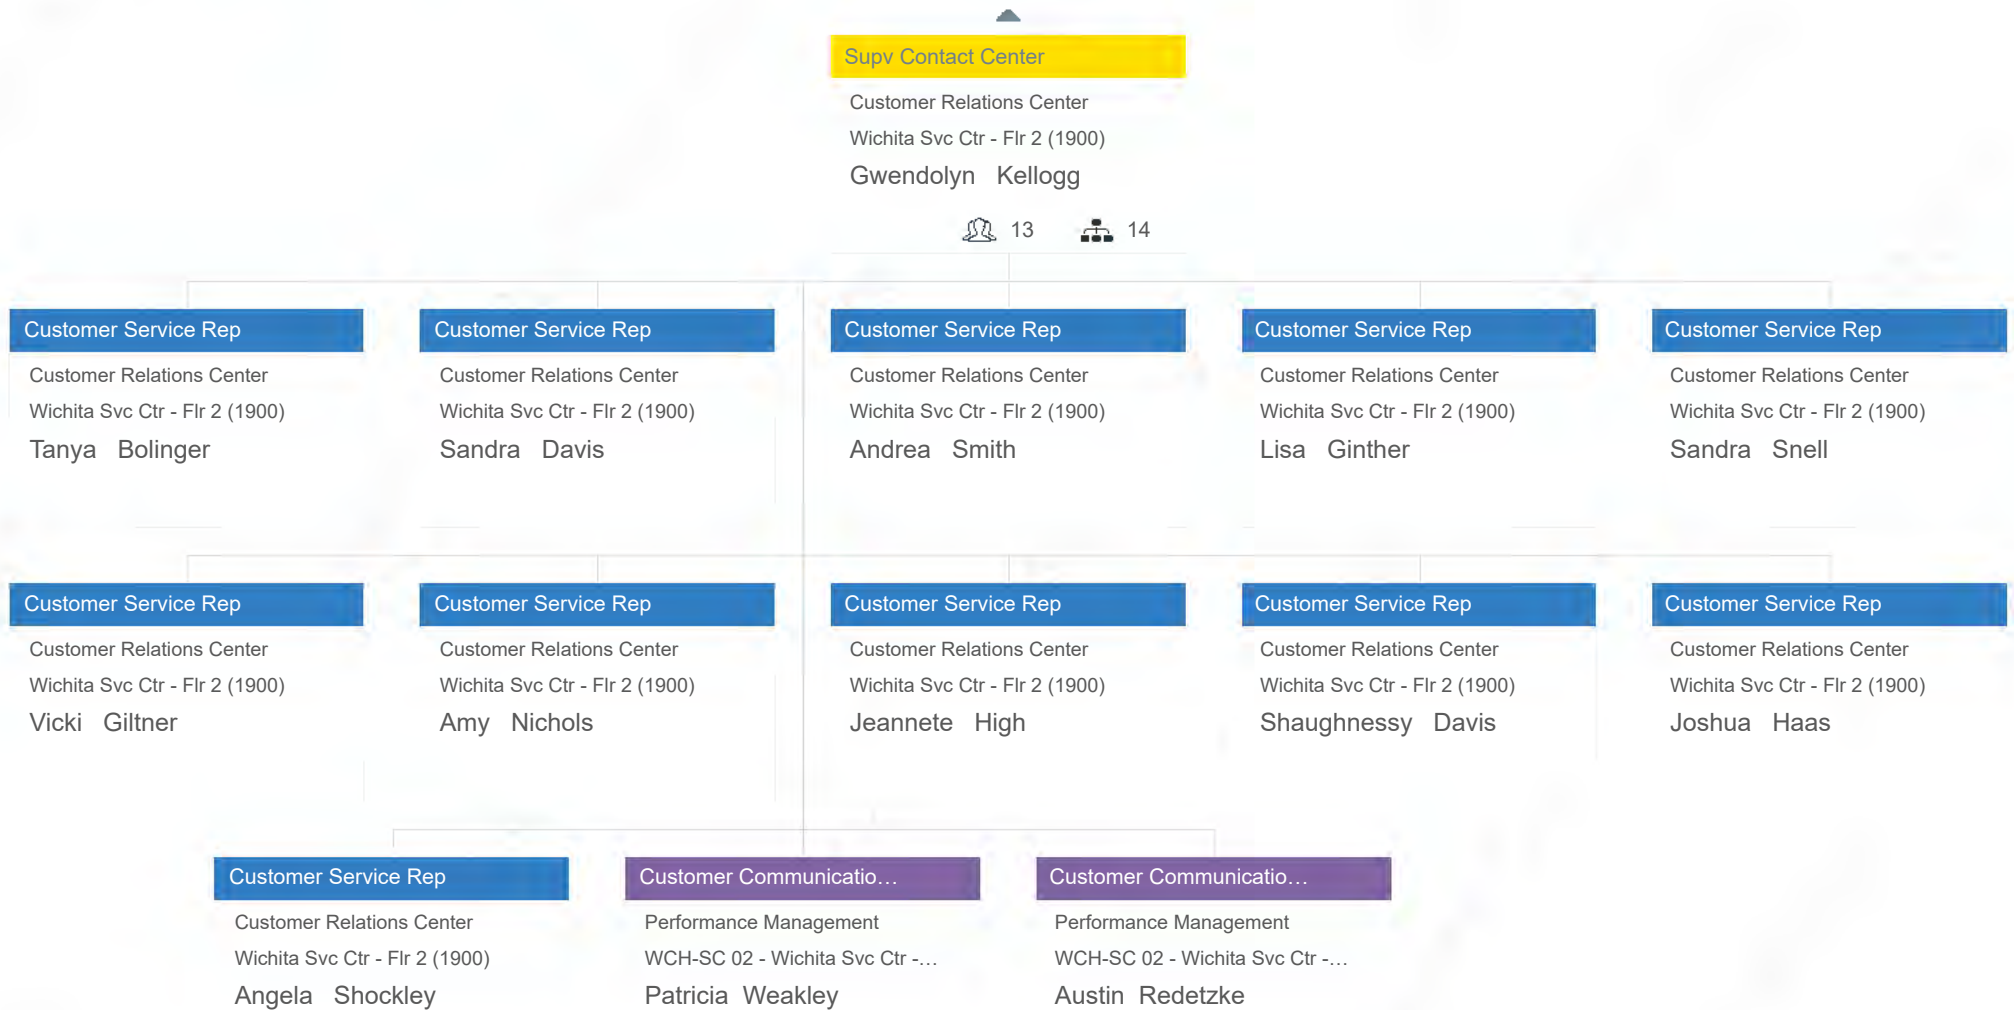 Supv Contact Center
Customer Relations Center
Wichita Svc Ctr - Flr 2 (1900)
Gwendolyn Kellogg
13 14
Customer Service Rep
Customer Relations Center
Wichita Svc Ctr - Flr 2 (1900)
Tanya Bolinger
Customer Service Rep
Customer Relations Center
Wichita Svc Ctr - Flr 2 (1900)
Sandra Davis
Customer Service Rep
Customer Relations Center
Wichita Svc Ctr - Flr 2 (1900)
Andrea Smith
Customer Service Rep
Customer Relations Center
Wichita Svc Ctr - Flr 2 (1900)
Lisa Ginther
Customer Service Rep
Customer Relations Center
Wichita Svc Ctr - Flr 2 (1900)
Sandra Snell
Customer Service Rep
Customer Relations Center
Wichita Svc Ctr - Flr 2 (1900)
Vicki Giltner
Customer Service Rep
Customer Relations Center
Wichita Svc Ctr - Flr 2 (1900)
Amy Nichols
Customer Service Rep
Customer Relations Center
Wichita Svc Ctr - Flr 2 (1900)
Jeannete High
Customer Service Rep
Customer Relations Center
Wichita Svc Ctr - Flr 2 (1900)
Shaughnessy Davis
Customer Service Rep
Customer Relations Center
Wichita Svc Ctr - Flr 2 (1900)
Joshua Haas
Customer Service Rep
Customer Relations Center
Wichita Svc Ctr - Flr 2 (1900)
Angela Shockley
Customer Communicatio...
Performance Management
WCH-SC 02 - Wichita Svc Ctr -...
Patricia Weakley
Customer Communicatio...
Performance Management
WCH-SC 02 - Wichita Svc Ctr -...
Austin Redetzke